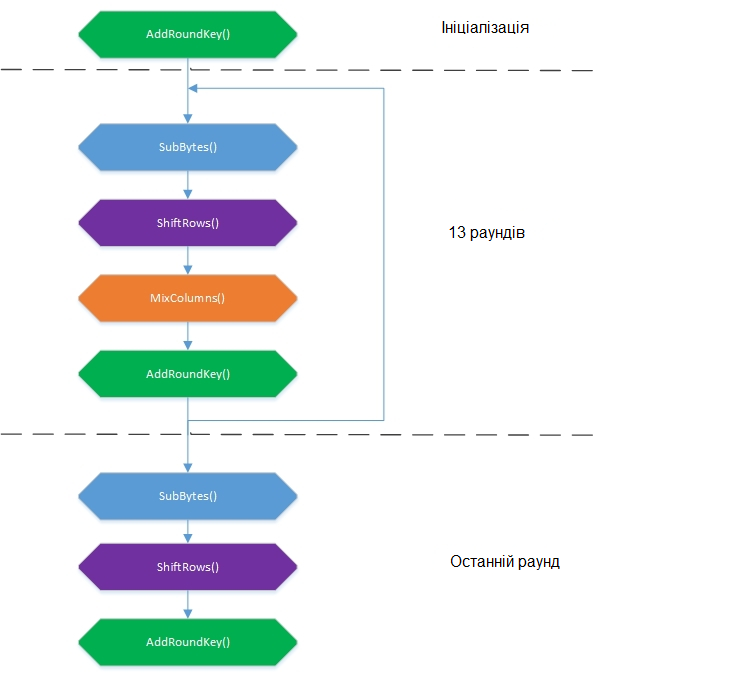 AddRoundKey()
Ініціалізація
SubBytes()
ShiftRows()
13 раундів
MixColumns()
AddRoundKey()
SubBytes()
ShiftRows()
Останній раунд
AddRoundKey()